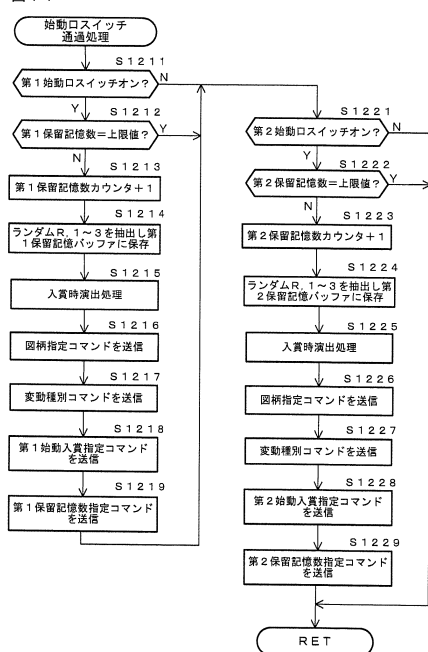 始動口スイッチ
通過処理
S1211
第1始動口スイッチオン?
N
Y
S1212
第1保留記憶数=上限値?
Y
N
S1213
第1保留記憶数カウンタ+1
S1214
ランダムR,1~3を抽出し第
1保留記憶バッファに保存
S1215
入賞時演出処理
S1216
図柄指定コマンドを送信
S1217
変動種別コマンドを送信
S1218
第1始動入賞指定コマンド
を送信
S1219
第1保留記憶数指定コマンド
を送信
S1221
第2始動口スイッチオン?
N
Y
S1222
第2保留記憶数=上限値?
Y
N
S1223
第2保留記憶数カウンタ+1
S1224
ランダムR,1~3を抽出し第
2保留記憶バッファに保存
S1225
入賞時演出処理
S1226
図柄指定コマンドを送信
S1227
変動種別コマンドを送信
S1228
第2始動入賞指定コマンド
を送信
S1229
第2保留記憶数指定コマンド
を送信
RET